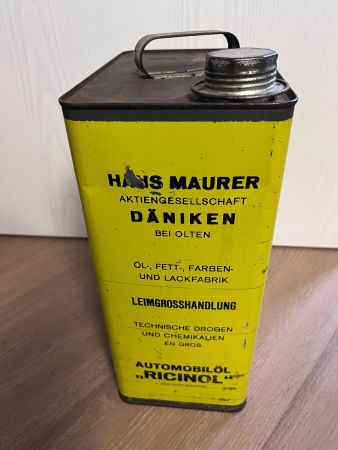 HANS MAURER
AKTIENGESELLSCHAFT
DÄNIKEN
BEI OLTEN
ÖL-, FETT-, FARBEN-
UND LACKFABRIK
LEIMGROSSHANDLUNG
TECHNISCHE DROGEN
UND CHEMIKALIEN
EN GROS
AUTOMOBILÖL
„RICINOL"